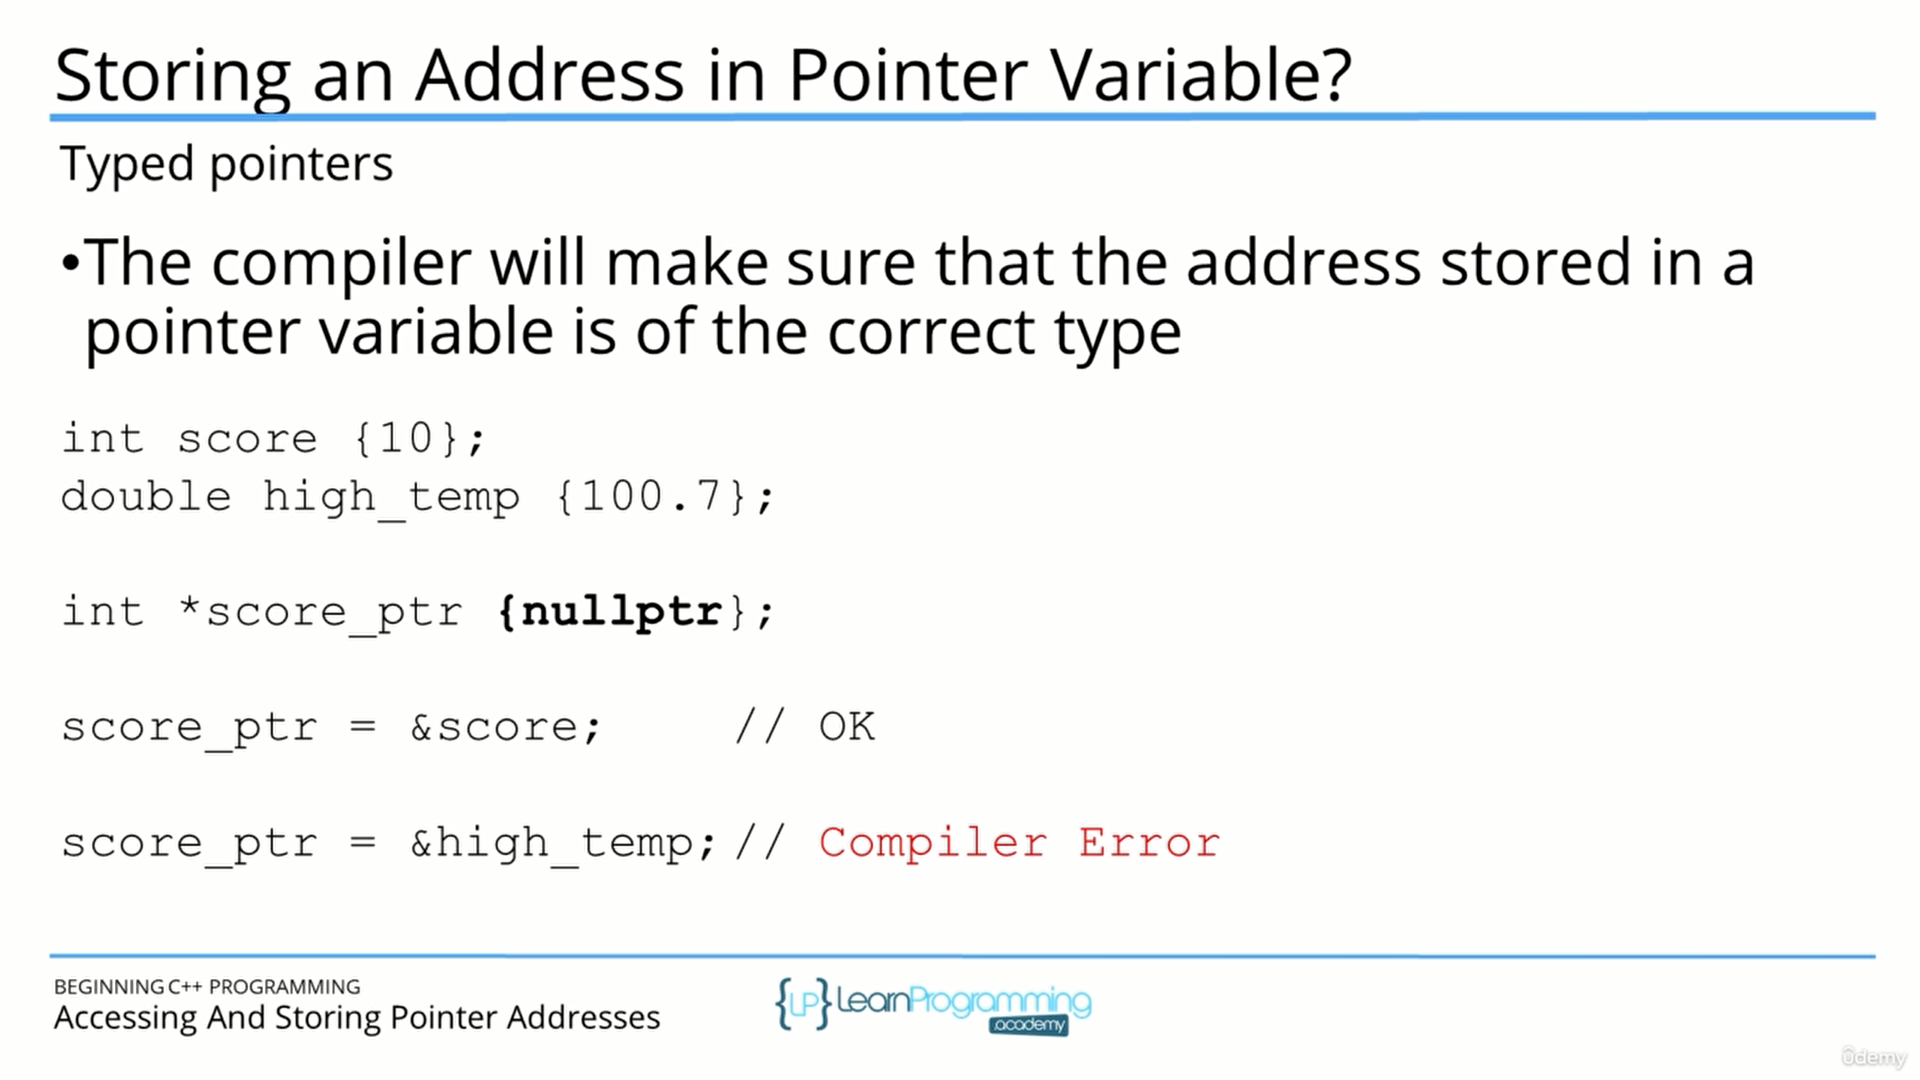 Storing an Address in Pointer Variable?
Typed pointers
•The compiler will make sure that the address stored in a
pointer variable is of the correct type
int score {10};
double high_temp {100.7};
int *score_ptr {nullptr};
score_ptr = &score; // OK
score_ptr = &high_temp; // Compiler Error
BEGINNING C++ PROGRAMMING
Accessing And Storing Pointer Addresses
{LP} LearnProgramming
.academy
ûdemy